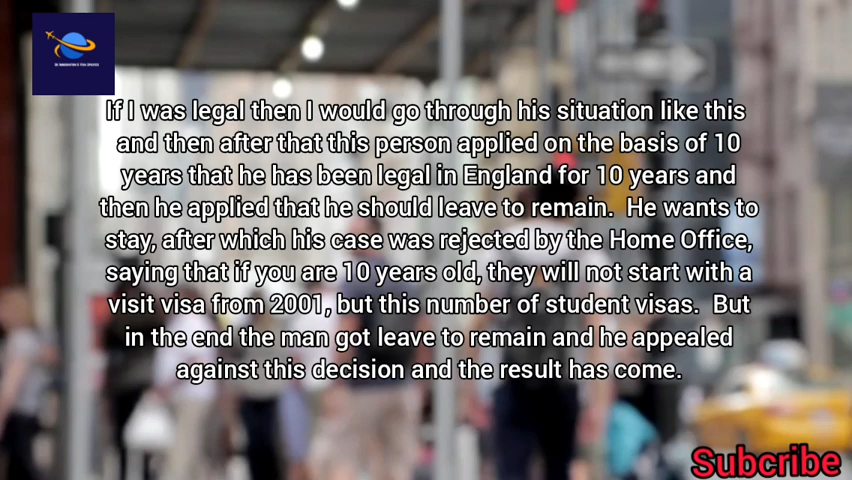 If I was legal then I would go through his situation like this
and then after that this person applied on the basis of 10
years that he has been legal in England for 10 years and
then he applied that he should leave to remain.  He wants to
stay, after which his case was rejected by the Home Office,
saying that if you are 10 years old, they will not start with a
visit visa from 2001, but this number of student visas.  But
in the end the man got leave to remain and he appealed
against this decision and the result has come.
Subcribe